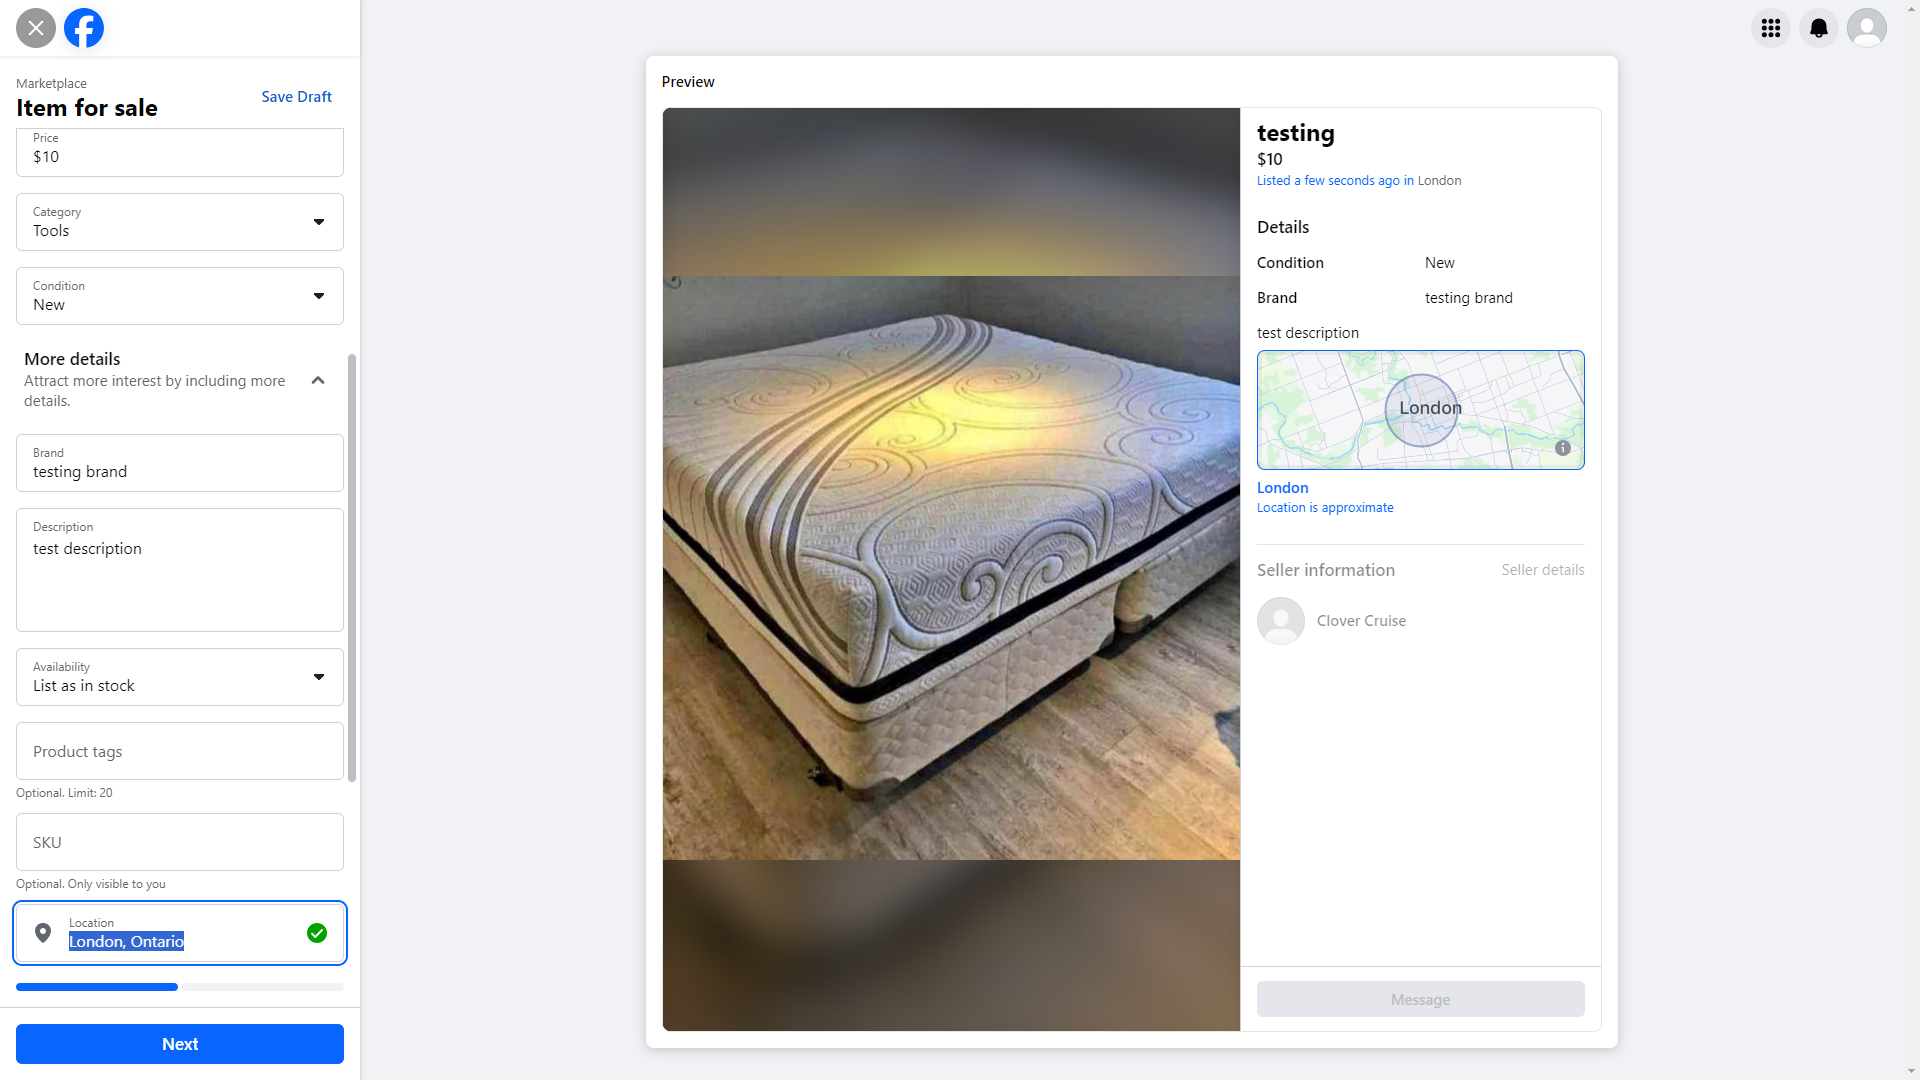 Marketplace
Item for sale
Save Draft
Price
$10
Category
Tools
Condition
New
More details
Attract more interest by including more
details.
Brand
testing brand
Description
test description
Availability
List as in stock
Product tags
Optional. Limit: 20
SKU
Optional. Only visible to you
Location
London, Ontario
Next
Preview
testing
$10
Listed a few seconds ago in London
Details
Condition New
Brand testing brand
test description
London
London
Location is approximate
Seller information Seller details
Clover Cruise
Message